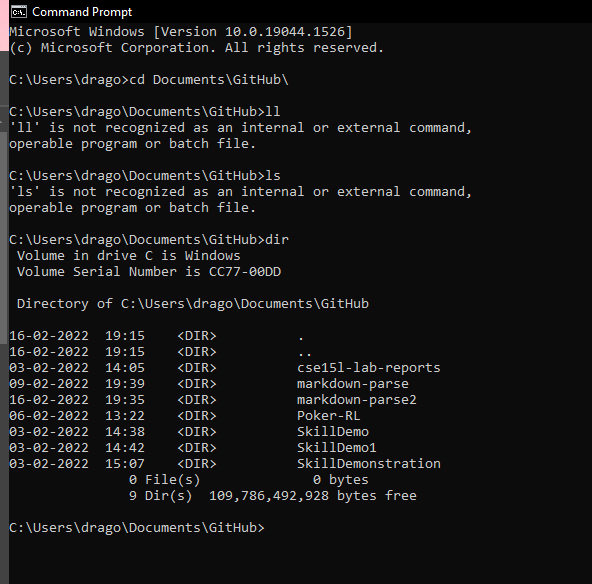 Command Prompt
Microsoft Windows [Version 10.0.19044.1526]
(c) Microsoft Corporation. All rights reserved.
C:\Users\drago>cd Documents\GitHub\
C:\Users\drago\Documents\GitHub>ll
'll' is not recognized as an internal or external command,
operable program or batch file.
C:\Users\drago\Documents\GitHub>ls
'ls' is not recognized as an internal or external command,
operable program or batch file.
C:\Users\drago\Documents\GitHub>dir
Volume in drive C is Windows
Volume Serial Number is CC77-00DD
Directory of C:\Users\drago\Documents\GitHub
16-02-2022  19:15    <DIR>          .
16-02-2022  19:15    <DIR>          ..
03-02-2022  14:05    <DIR>          cse15l-lab-reports
09-02-2022  19:39    <DIR>          markdown-parse
16-02-2022  19:35    <DIR>          markdown-parse2
06-02-2022  13:22    <DIR>          Poker-RL
03-02-2022  14:38    <DIR>          SkillDemo
03-02-2022  14:42    <DIR>          SkillDemo1
03-02-2022  15:07    <DIR>          SkillDemonstration
0 File(s)              0 bytes
9 Dir(s)  109,786,492,928 bytes free
C:\Users\drago\Documents\GitHub>